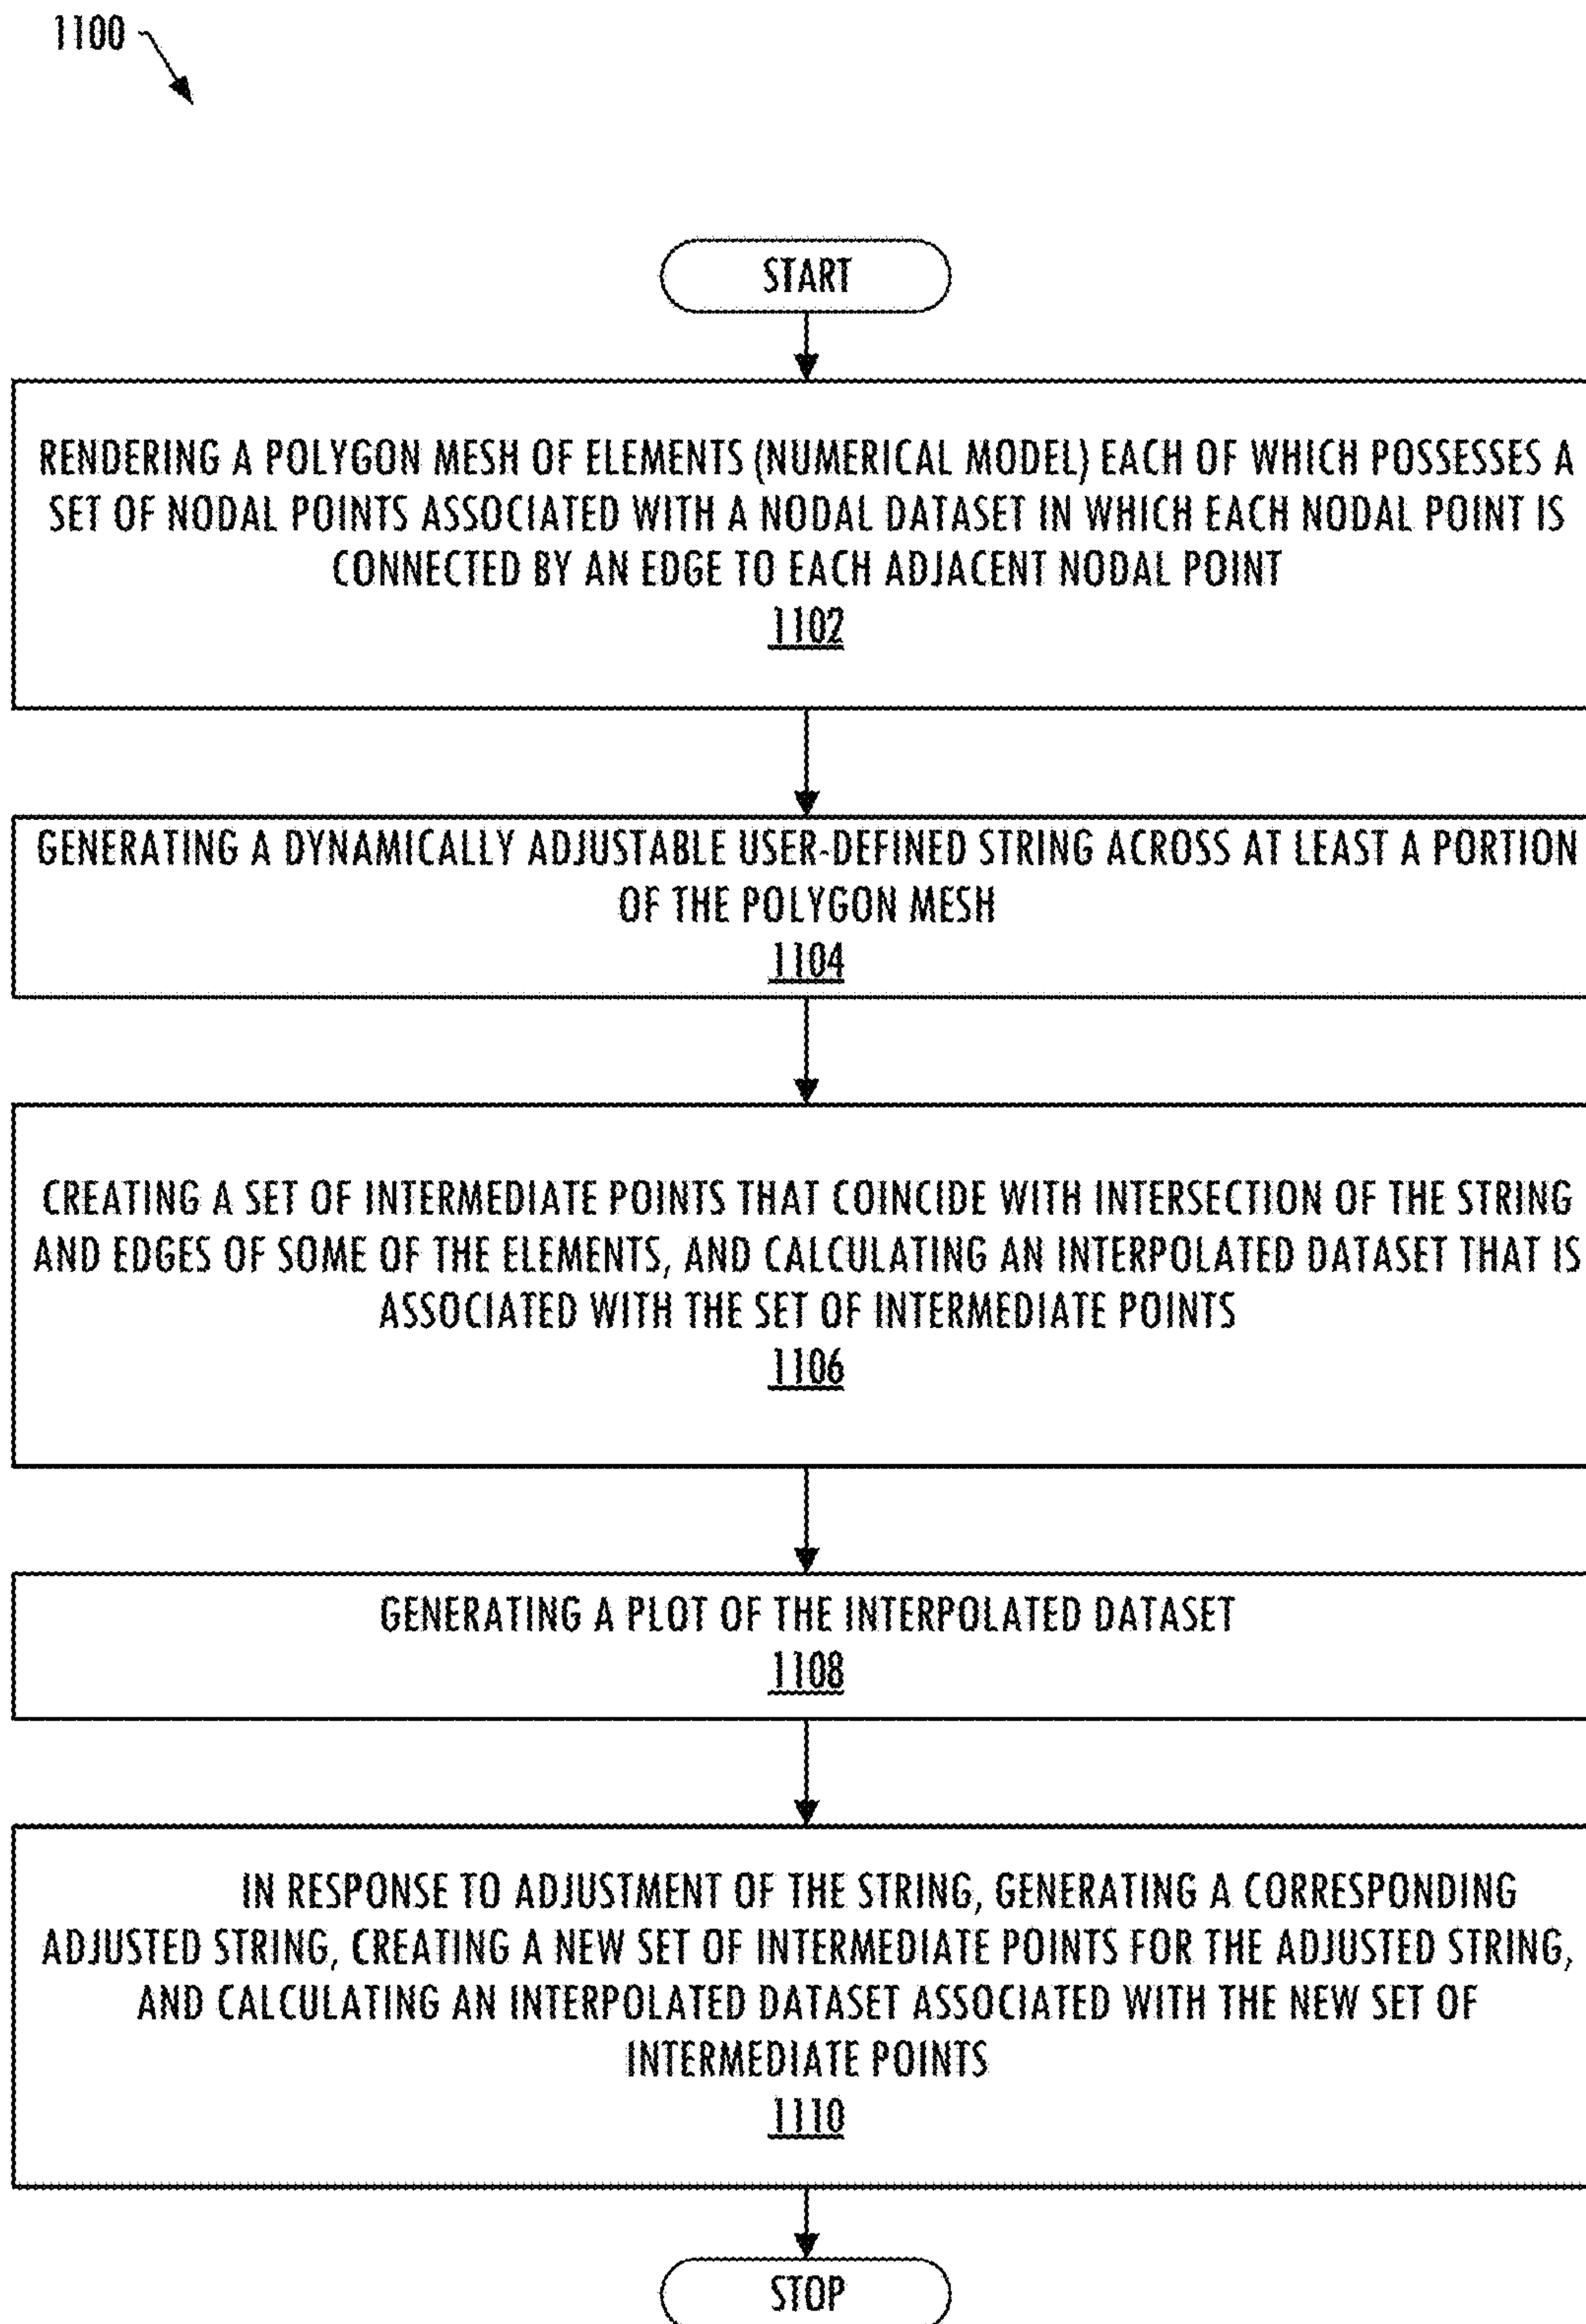 1100
START
RENDERING A POLYGON MESH OF ELEMENTS (NUMERICAL MODEL) EACH OF WHICH POSSESSES A
SET OF NODAL POINTS ASSOCIATED WITH A NODAL DATASET IN WHICH EACH NODAL POINT IS
CONNECTED BY AN EDGE TO EACH ADJACENT NODAL POINT
1102
GENERATING A DYNAMICALLY ADJUSTABLE USER-DEFINED STRING ACROSS AT LEAST A PORTION
OF THE POLYGON MESH
1104
CREATING A SET OF INTERMEDIATE POINTS THAT COINCIDE WITH INTERSECTION OF THE STRING
AND EDGES OF SOME OF THE ELEMENTS, AND CALCULATING AN INTERPOLATED DATASET THAT IS
ASSOCIATED WITH THE SET OF INTERMEDIATE POINTS
1106
GENERATING A PLOT OF THE INTERPOLATED DATASET
1108
IN RESPONSE TO ADJUSTMENT OF THE STRING, GENERATING A CORRESPONDING
ADJUSTED STRING, CREATING A NEW SET OF INTERMEDIATE POINTS FOR THE ADJUSTED STRING,
AND CALCULATING AN INTERPOLATED DATASET ASSOCIATED WITH THE NEW SET OF
INTERMEDIATE POINTS
1110
STOP